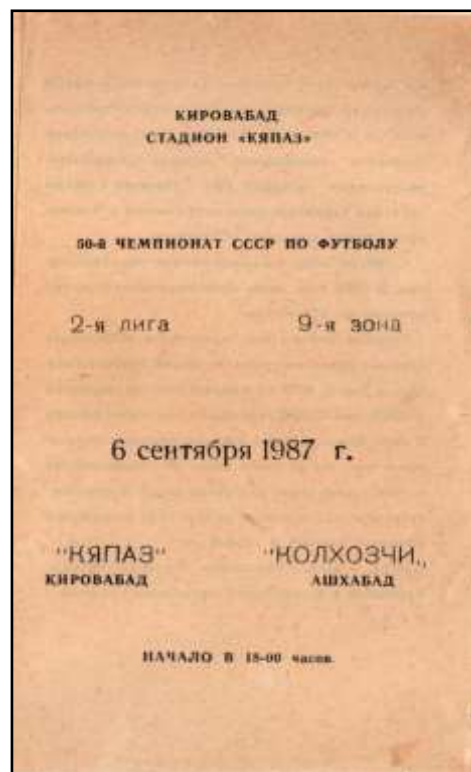 КИРОВАБАД
СТАДИОН «КЯПАЗ»
50-й ЧЕМПИОНАТ СССР ПО ФУТБОЛУ
2-я лига 9-я зона
6 сентября 1987 г.
"КЯПАЗ" "КОЛХОЗЧИ„
КИРОВАБАД АШХАБАД
НАЧАЛО В 18-00 часов